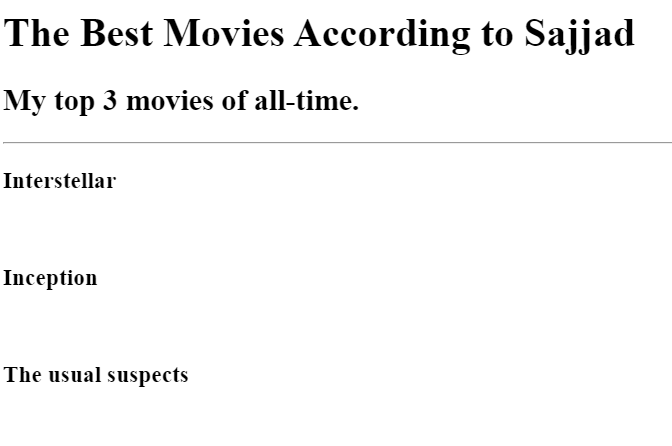 The Best Movies According to Sajjad
My top 3 movies of all-time.
Interstellar
Inception
The usual suspects